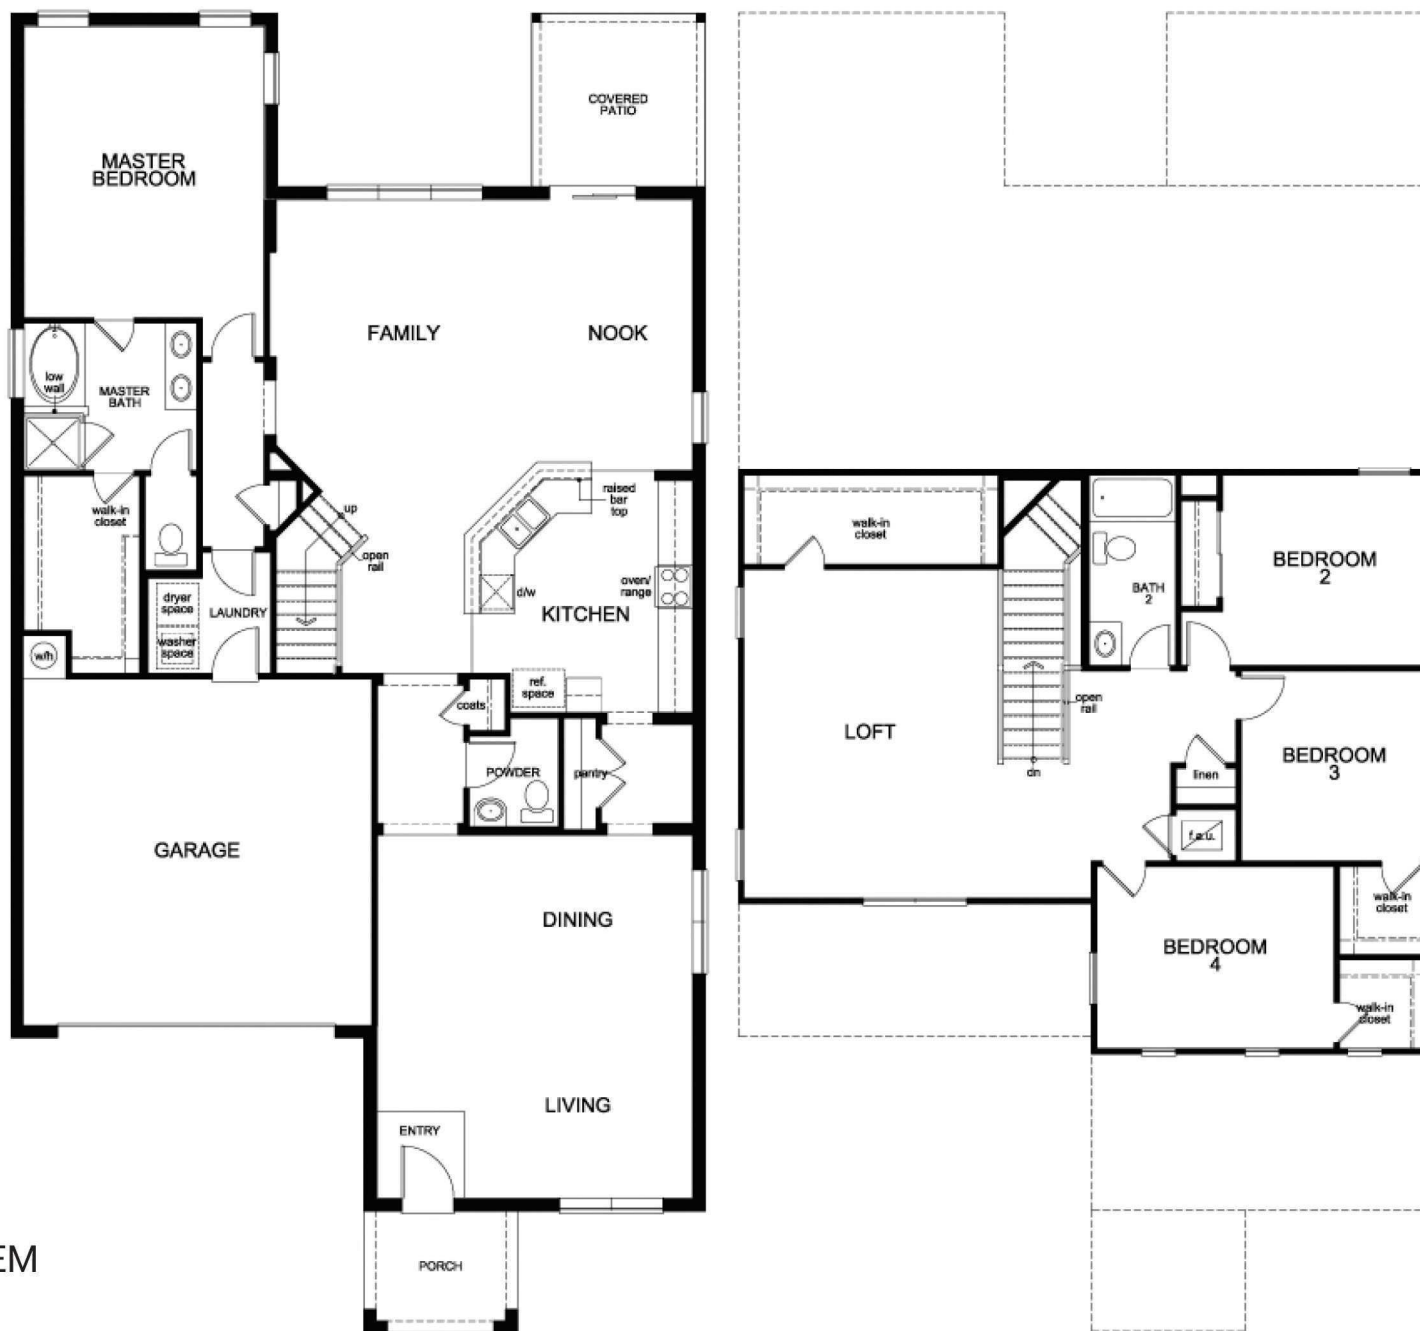 COVERED
PATIO
MASTER
BEDROOM
FAMILY
NOOK
low
wall
MASTER
BATH
walk-in
closet
up
open
rail
raised
bar
top
d/w
oven/
range
KITCHEN
dryer
space
LAUNDRY
washer
space
w/h
ref.
space
coats
POWDER
pantry
GARAGE
DINING
LIVING
ENTRY
PORCH
EM
walk-in
closet
BATH
2
BEDROOM
2
open
rail
LOFT
dn
BEDROOM
3
linen
f.a.u.
walk-in
closet
BEDROOM
4
walk-in
closet